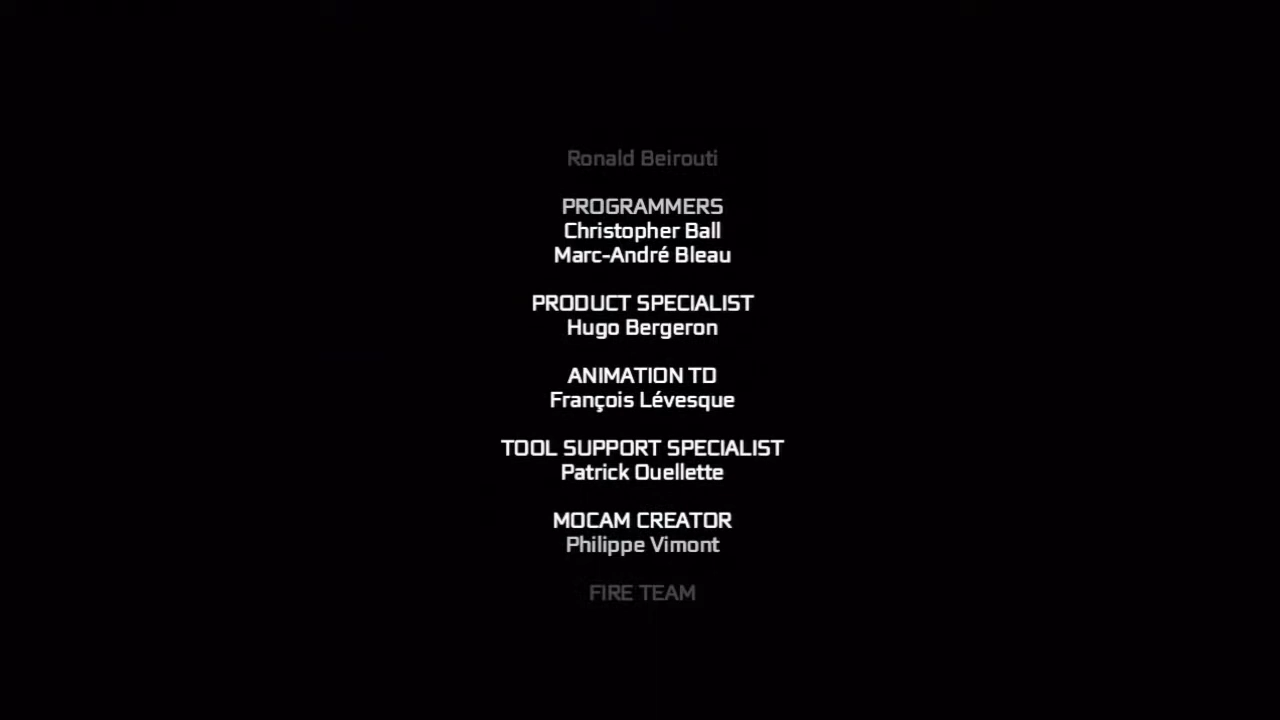 Ronald Beirouti
PROGRAMMERS
Christopher Ball
Marc-André Bleau
PRODUCT SPECIALIST
Hugo Bergeron
ANIMATION TD
François Lévesque
TOOL SUPPORT SPECIALIST
Patrick Ouellette
MOCAM CREATOR
Philippe Vimont
FIRE TEAM